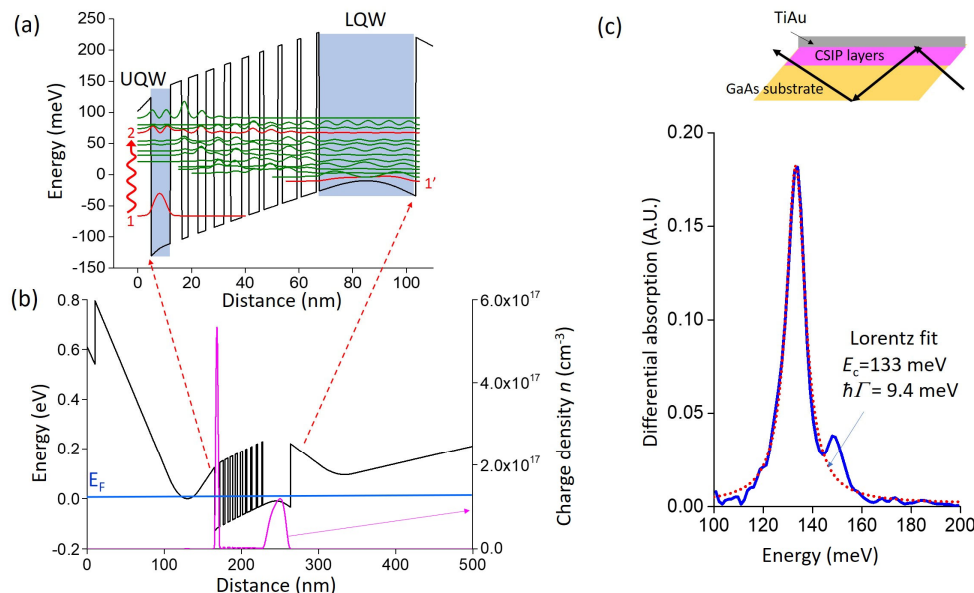 (a)
LQW
UQW
Energy (meV)
250
200
150
100
50
0
-50
-100
-150
2
1
1′
0
20
40
60
80
100
Distance (nm)
(b)
Energy (eV)
0.8
0.6
0.4
0.2
0.0
-0.2
E_F
6.0x10^17
4.0x10^17
2.0x10^17
0.0
Charge density n (cm^-3)
0
100
200
300
400
500
Distance (nm)
(c)
TiAu
CSIP layers
GaAs substrate
Differential absorption (A.U.)
0.20
0.15
0.10
0.05
0.00
Lorentz fit
E_c=133 meV
ħΓ = 9.4 meV
100
120
140
160
180
200
Energy (meV)